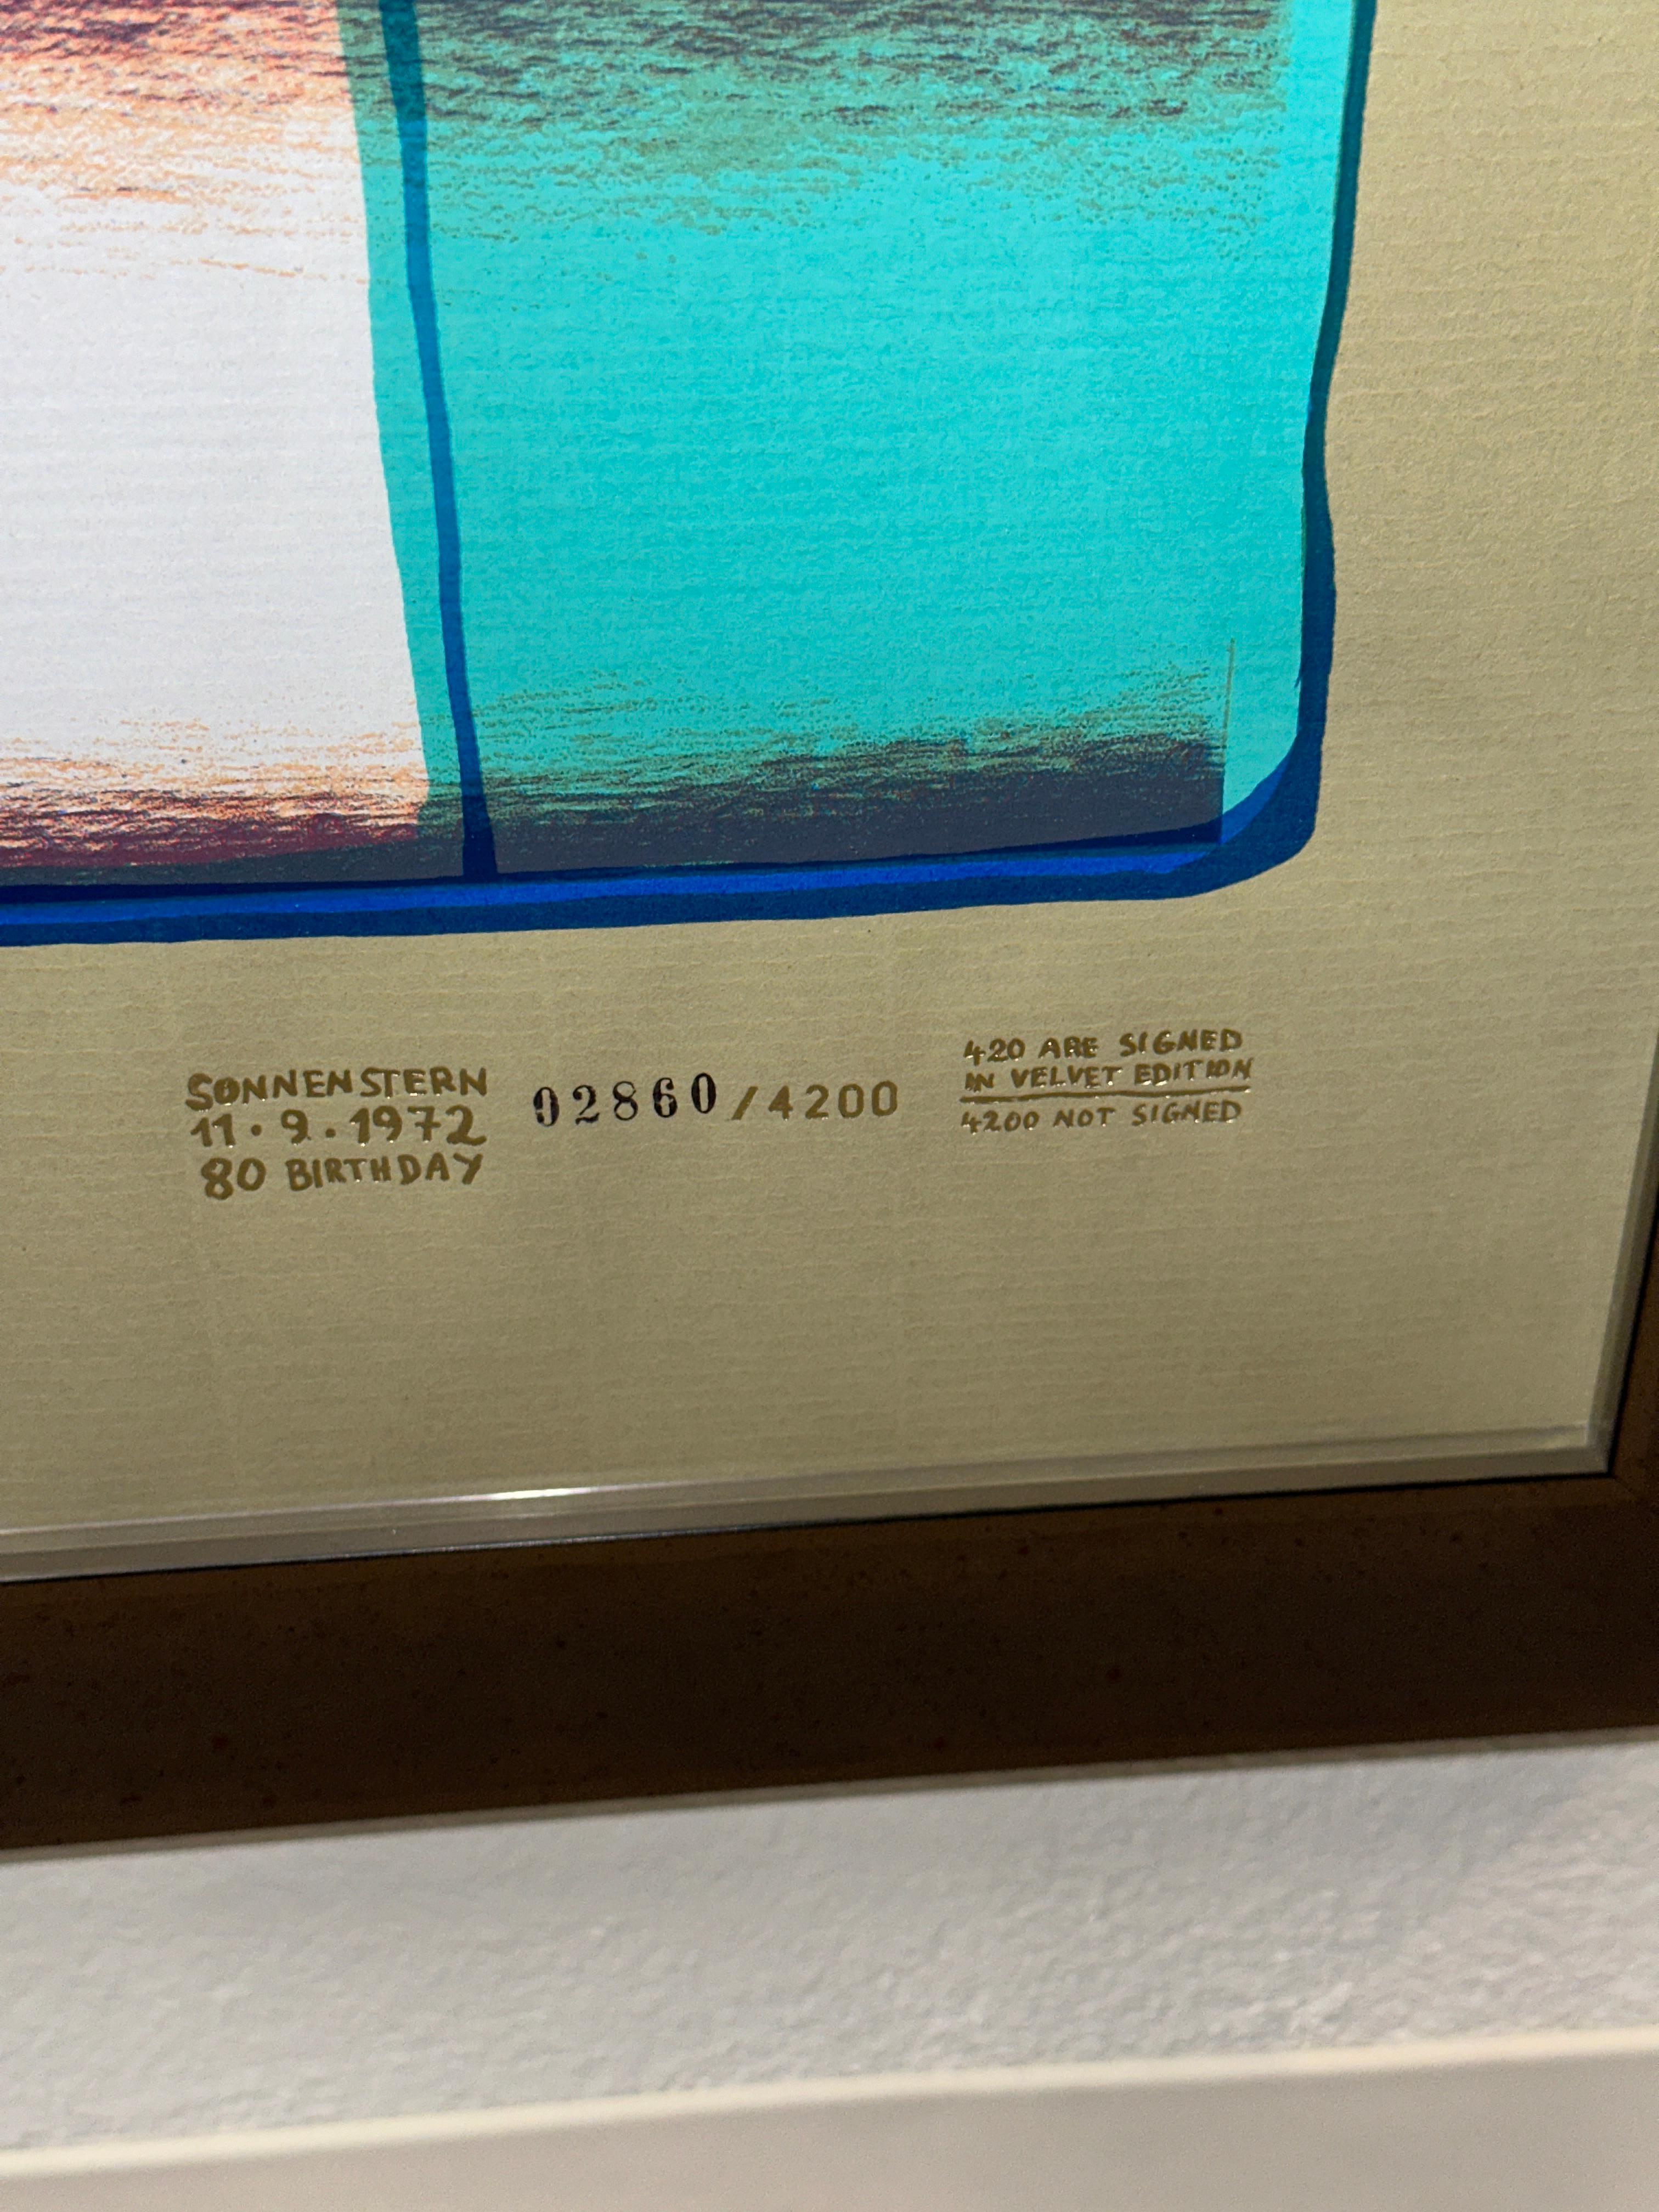 SONNENSTERN
11·9·1972
80 BIRTHDAY
02860/4200
420 ARE SIGNED
IN VELVET EDITION
4200 NOT SIGNED